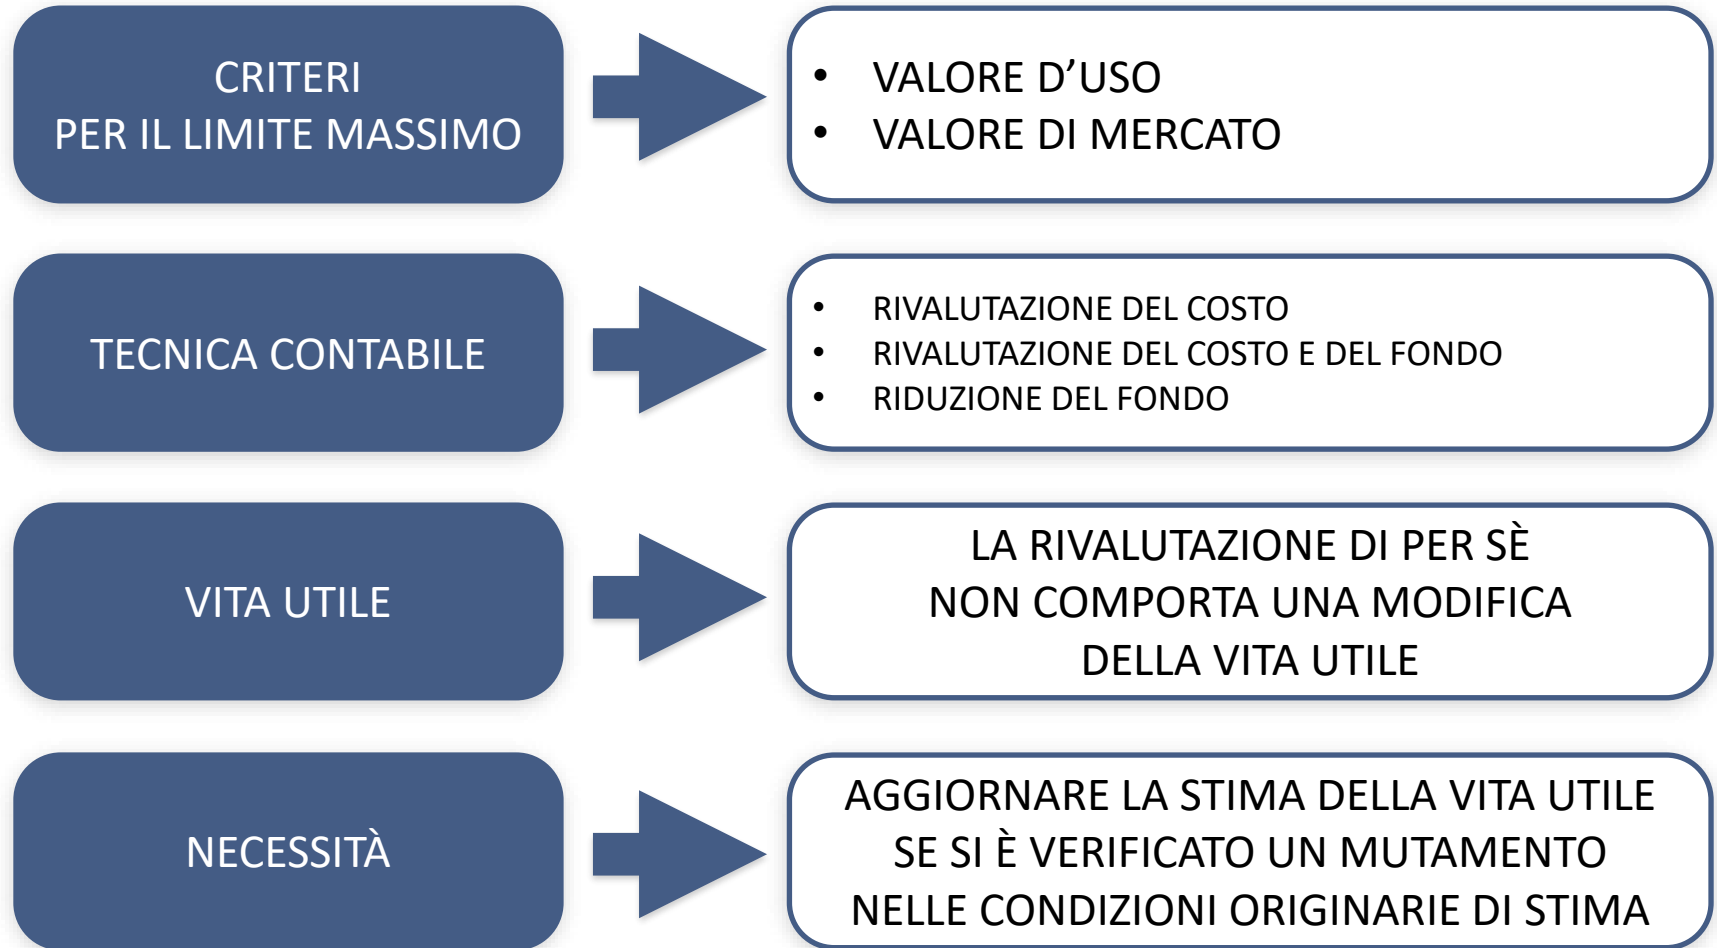 CRITERI
PER IL LIMITE MASSIMO
• VALORE D’USO
• VALORE DI MERCATO
TECNICA CONTABILE
• RIVALUTAZIONE DEL COSTO
• RIVALUTAZIONE DEL COSTO E DEL FONDO
• RIDUZIONE DEL FONDO
VITA UTILE
LA RIVALUTAZIONE DI PER SÈ
NON COMPORTA UNA MODIFICA
DELLA VITA UTILE
NECESSITÀ
AGGIORNARE LA STIMA DELLA VITA UTILE
SE SI È VERIFICATO UN MUTAMENTO
NELLE CONDIZIONI ORIGINARIE DI STIMA